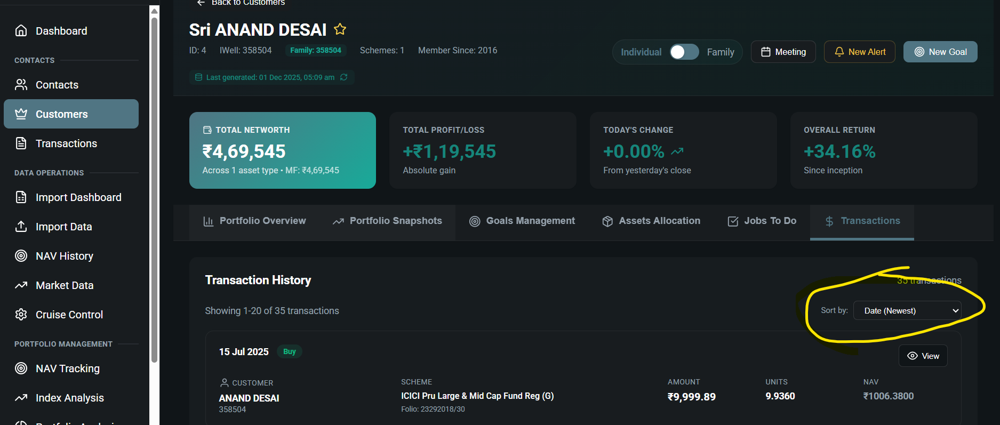 Back to Customers
Sri ANAND DESAI
ID: 4 IWell: 358504 Family: 358504 Schemes: 1 Member Since: 2016
Individual Family Meeting New Alert New Goal
Last generated: 01 Dec 2025, 05:09 am
Dashboard
CONTACTS
Contacts
Customers
Transactions
DATA OPERATIONS
Import Dashboard
Import Data
NAV History
Market Data
Cruise Control
PORTFOLIO MANAGEMENT
NAV Tracking
Index Analysis
TOTAL NETWORTH
₹4,69,545
Across 1 asset type • MF: ₹4,69,545
TOTAL PROFIT/LOSS
+₹1,19,545
Absolute gain
TODAY'S CHANGE
+0.00%
From yesterday's close
OVERALL RETURN
+34.16%
Since inception
Portfolio Overview Portfolio Snapshots Goals Management Assets Allocation Jobs To Do Transactions
Transaction History
35 transactions
Showing 1-20 of 35 transactions
Sort by: Date (Newest)
15 Jul 2025 Buy
View
CUSTOMER
ANAND DESAI
358504
SCHEME
ICICI Pru Large & Mid Cap Fund Reg (G)
Folio: 23292018/30
AMOUNT
₹9,999.89
UNITS
9.9360
NAV
₹1006.3800